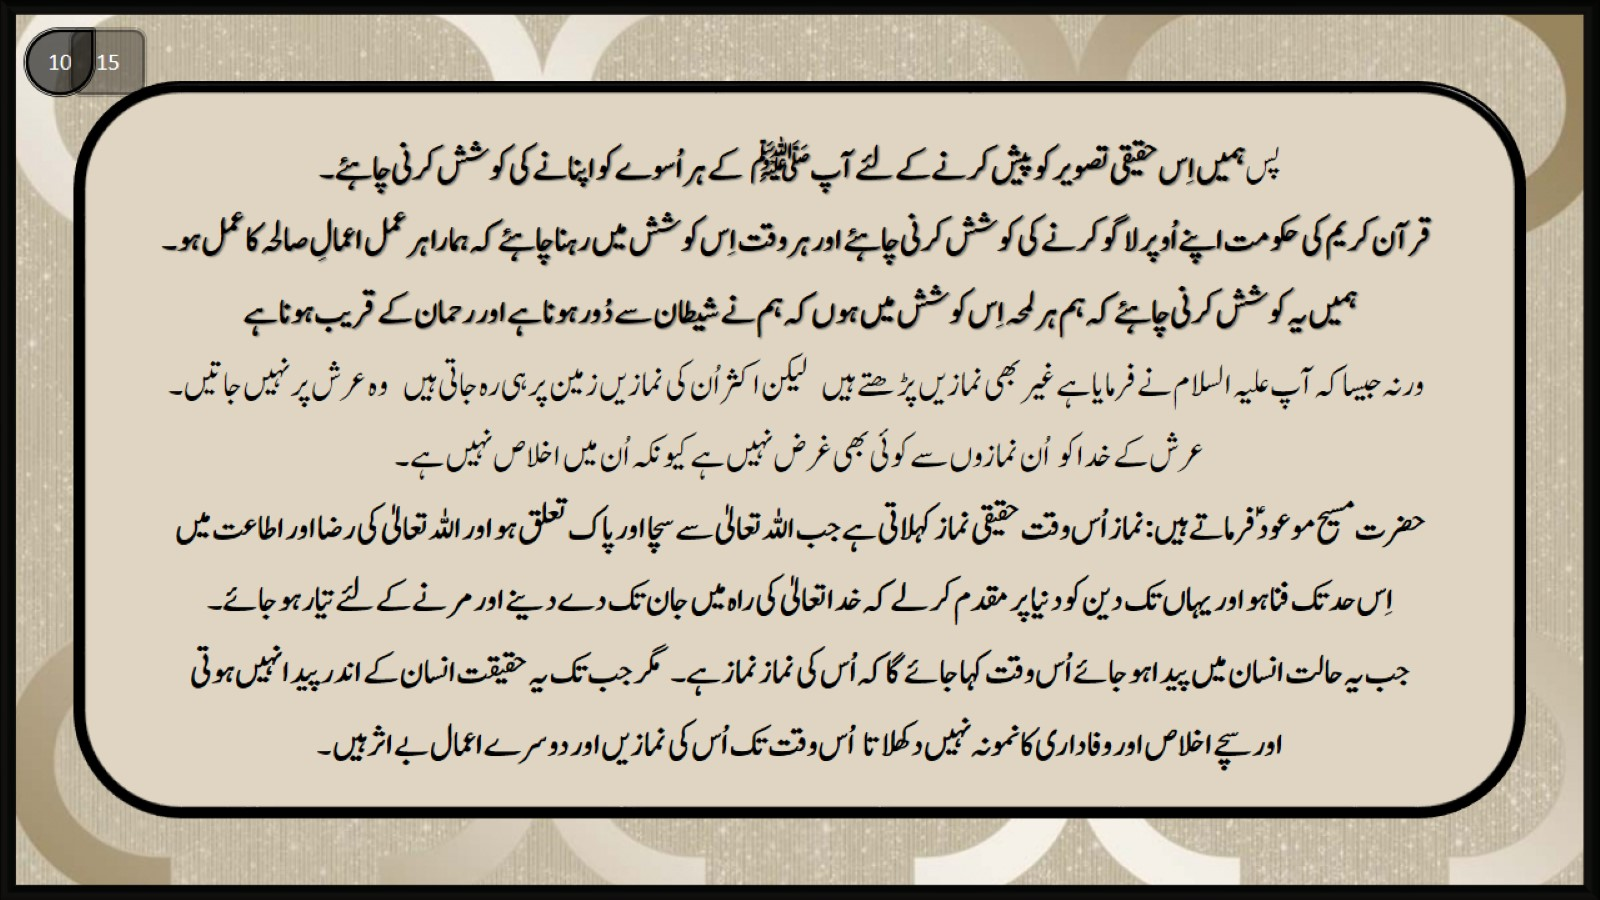 10 15
پس ہمیں اِس حقیقی تصویر کو پیش کرنے کے لئے آپ ﷺ کے ہر اُسوے کو اپنانے کی کوشش کرنی چاہئے۔
قرآن کریم کی حکومت اپنے اُوپر لاگو کرنے کی کوشش کرنی چاہئے اور ہر وقت اِس کوشش میں رہنا چاہئے کہ ہمارا ہر عمل اعمالِ صالحہ کا عمل ہو۔
ہمیں یہ کوشش کرنی چاہئے کہ ہم ہر لمحہ اِس کوشش میں ہوں کہ ہم نے شیطان سے دُور ہونا ہے اور رحمان کے قریب ہونا ہے
ورنہ جیسا کہ آپ علیہ السلام نے فرمایا ہے غیر بھی نمازیں پڑھتے ہیں لیکن اکثر اُن کی نمازیں زمین پر ہی رہ جاتی ہیں وہ عرش پر نہیں جاتیں۔
عرش کے خدا کو اُن نمازوں سے کوئی بھی غرض نہیں ہے کیونکہ اُن میں اخلاص نہیں ہے۔
حضرت مسیح موعودؑ فرماتے ہیں: نماز اُس وقت حقیقی نماز کہلاتی ہے جب اللہ تعالیٰ سے سچا اور پاک تعلق ہو اور اللہ تعالیٰ کی رضا اور اطاعت میں
اِس حد تک فنا ہو اور یہاں تک دین کو دنیا پر مقدم کر لے کہ خدا تعالیٰ کی راہ میں جان تک دے دینے اور مرنے کے لئے تیّار ہو جائے۔
جب یہ حالت انسان میں پیدا ہو جائے اُس وقت کہا جائے گا کہ اُس کی نماز نماز ہے۔ مگر جب تک یہ حقیقت انسان کے اندر پیدا نہیں ہوتی
اور سچے اخلاص اور وفاداری کا نمونہ نہیں دکھلاتا اُس وقت تک اُس کی نمازیں اور دوسرے اعمال بے اثر ہیں۔